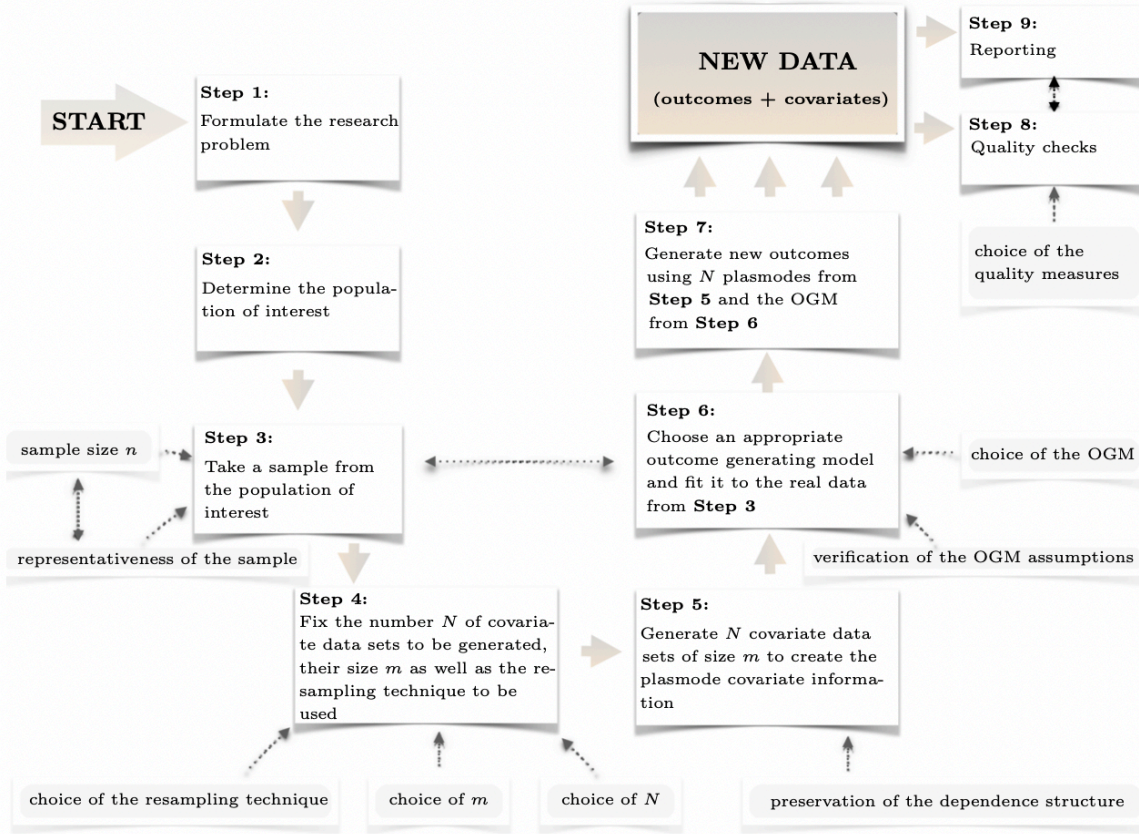 START
Step 1:
Formulate the research
problem
Step 2:
Determine the popula-
tion of interest
Step 3:
Take a sample from
the population of
interest
sample size n
representativeness of the sample
Step 4:
Fix the number N of covaria-
te data sets to be generated,
their size m as well as the re-
sampling technique to be
used
choice of the resampling technique
choice of m
choice of N
Step 5:
Generate N covariate data
sets of size m to create the
plasmode covariate informa-
tion
preservation of the dependence structure
Step 6:
Choose an appropriate
outcome generating model
and fit it to the real data
from Step 3
choice of the OGM
verification of the OGM assumptions
Step 7:
Generate new outcomes
using N plasmodes from
Step 5 and the OGM
from Step 6
NEW DATA
(outcomes + covariates)
Step 8:
Quality checks
choice of the
quality measures
Step 9:
Reporting